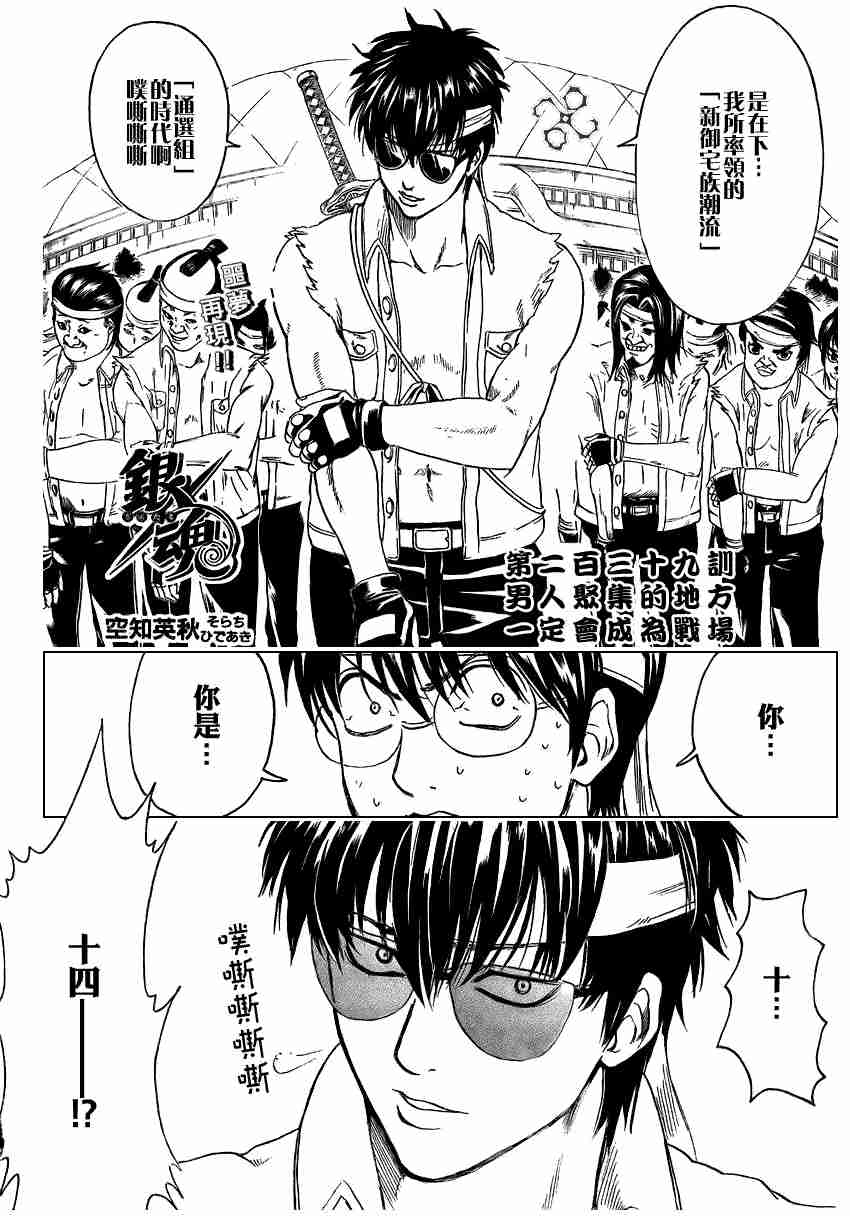 是在下…
我所率領的
「新御宅族潮流」
「通選組」
的時代啊
噗嘶嘶嘶
噩夢
再現!!
銀魂
空知英秋
そらち
ひであき
第二百三十九訓
男人聚集的地方
一定會成為戰場
你…
你是…
十…
噗嘶嘶嘶嘶
十四——!?